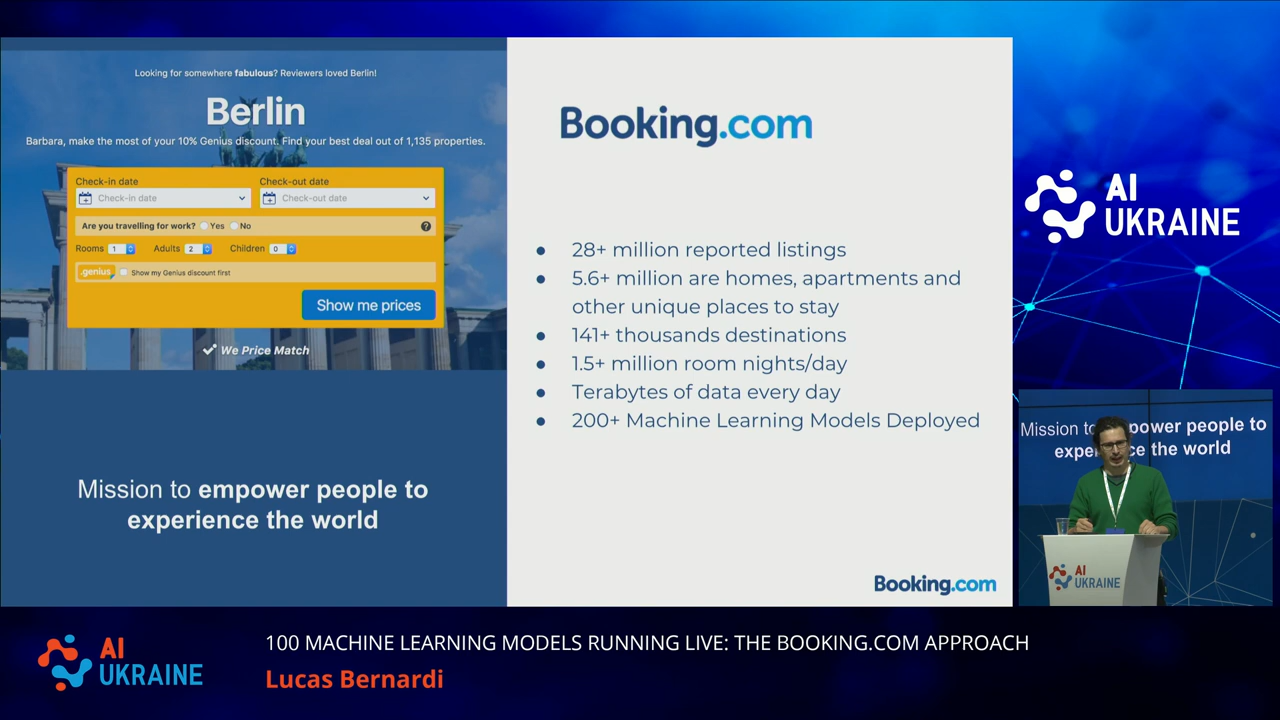 Looking for somewhere fabulous? Reviewers loved Berlin!
Berlin
Barbara, make the most of your 10% Genius discount. Find your best deal out of 1,135 properties.
Check-in date
Check-out date
Check-in date
Check-out date
Are you travelling for work? Yes No
?
Rooms 1 Adults 2 Children 0
.genius Show my Genius discount first
Show me prices
We Price Match
Mission to empower people to
experience the world
Booking.com
● 28+ million reported listings
● 5.6+ million are homes, apartments and
other unique places to stay
● 141+ thousands destinations
● 1.5+ million room nights/day
● Terabytes of data every day
● 200+ Machine Learning Models Deployed
Booking.com
AI
UKRAINE
Mission to empower people to
experience the world
AI
UKRAINE
AI
UKRAINE
100 MACHINE LEARNING MODELS RUNNING LIVE: THE BOOKING.COM APPROACH
Lucas Bernardi